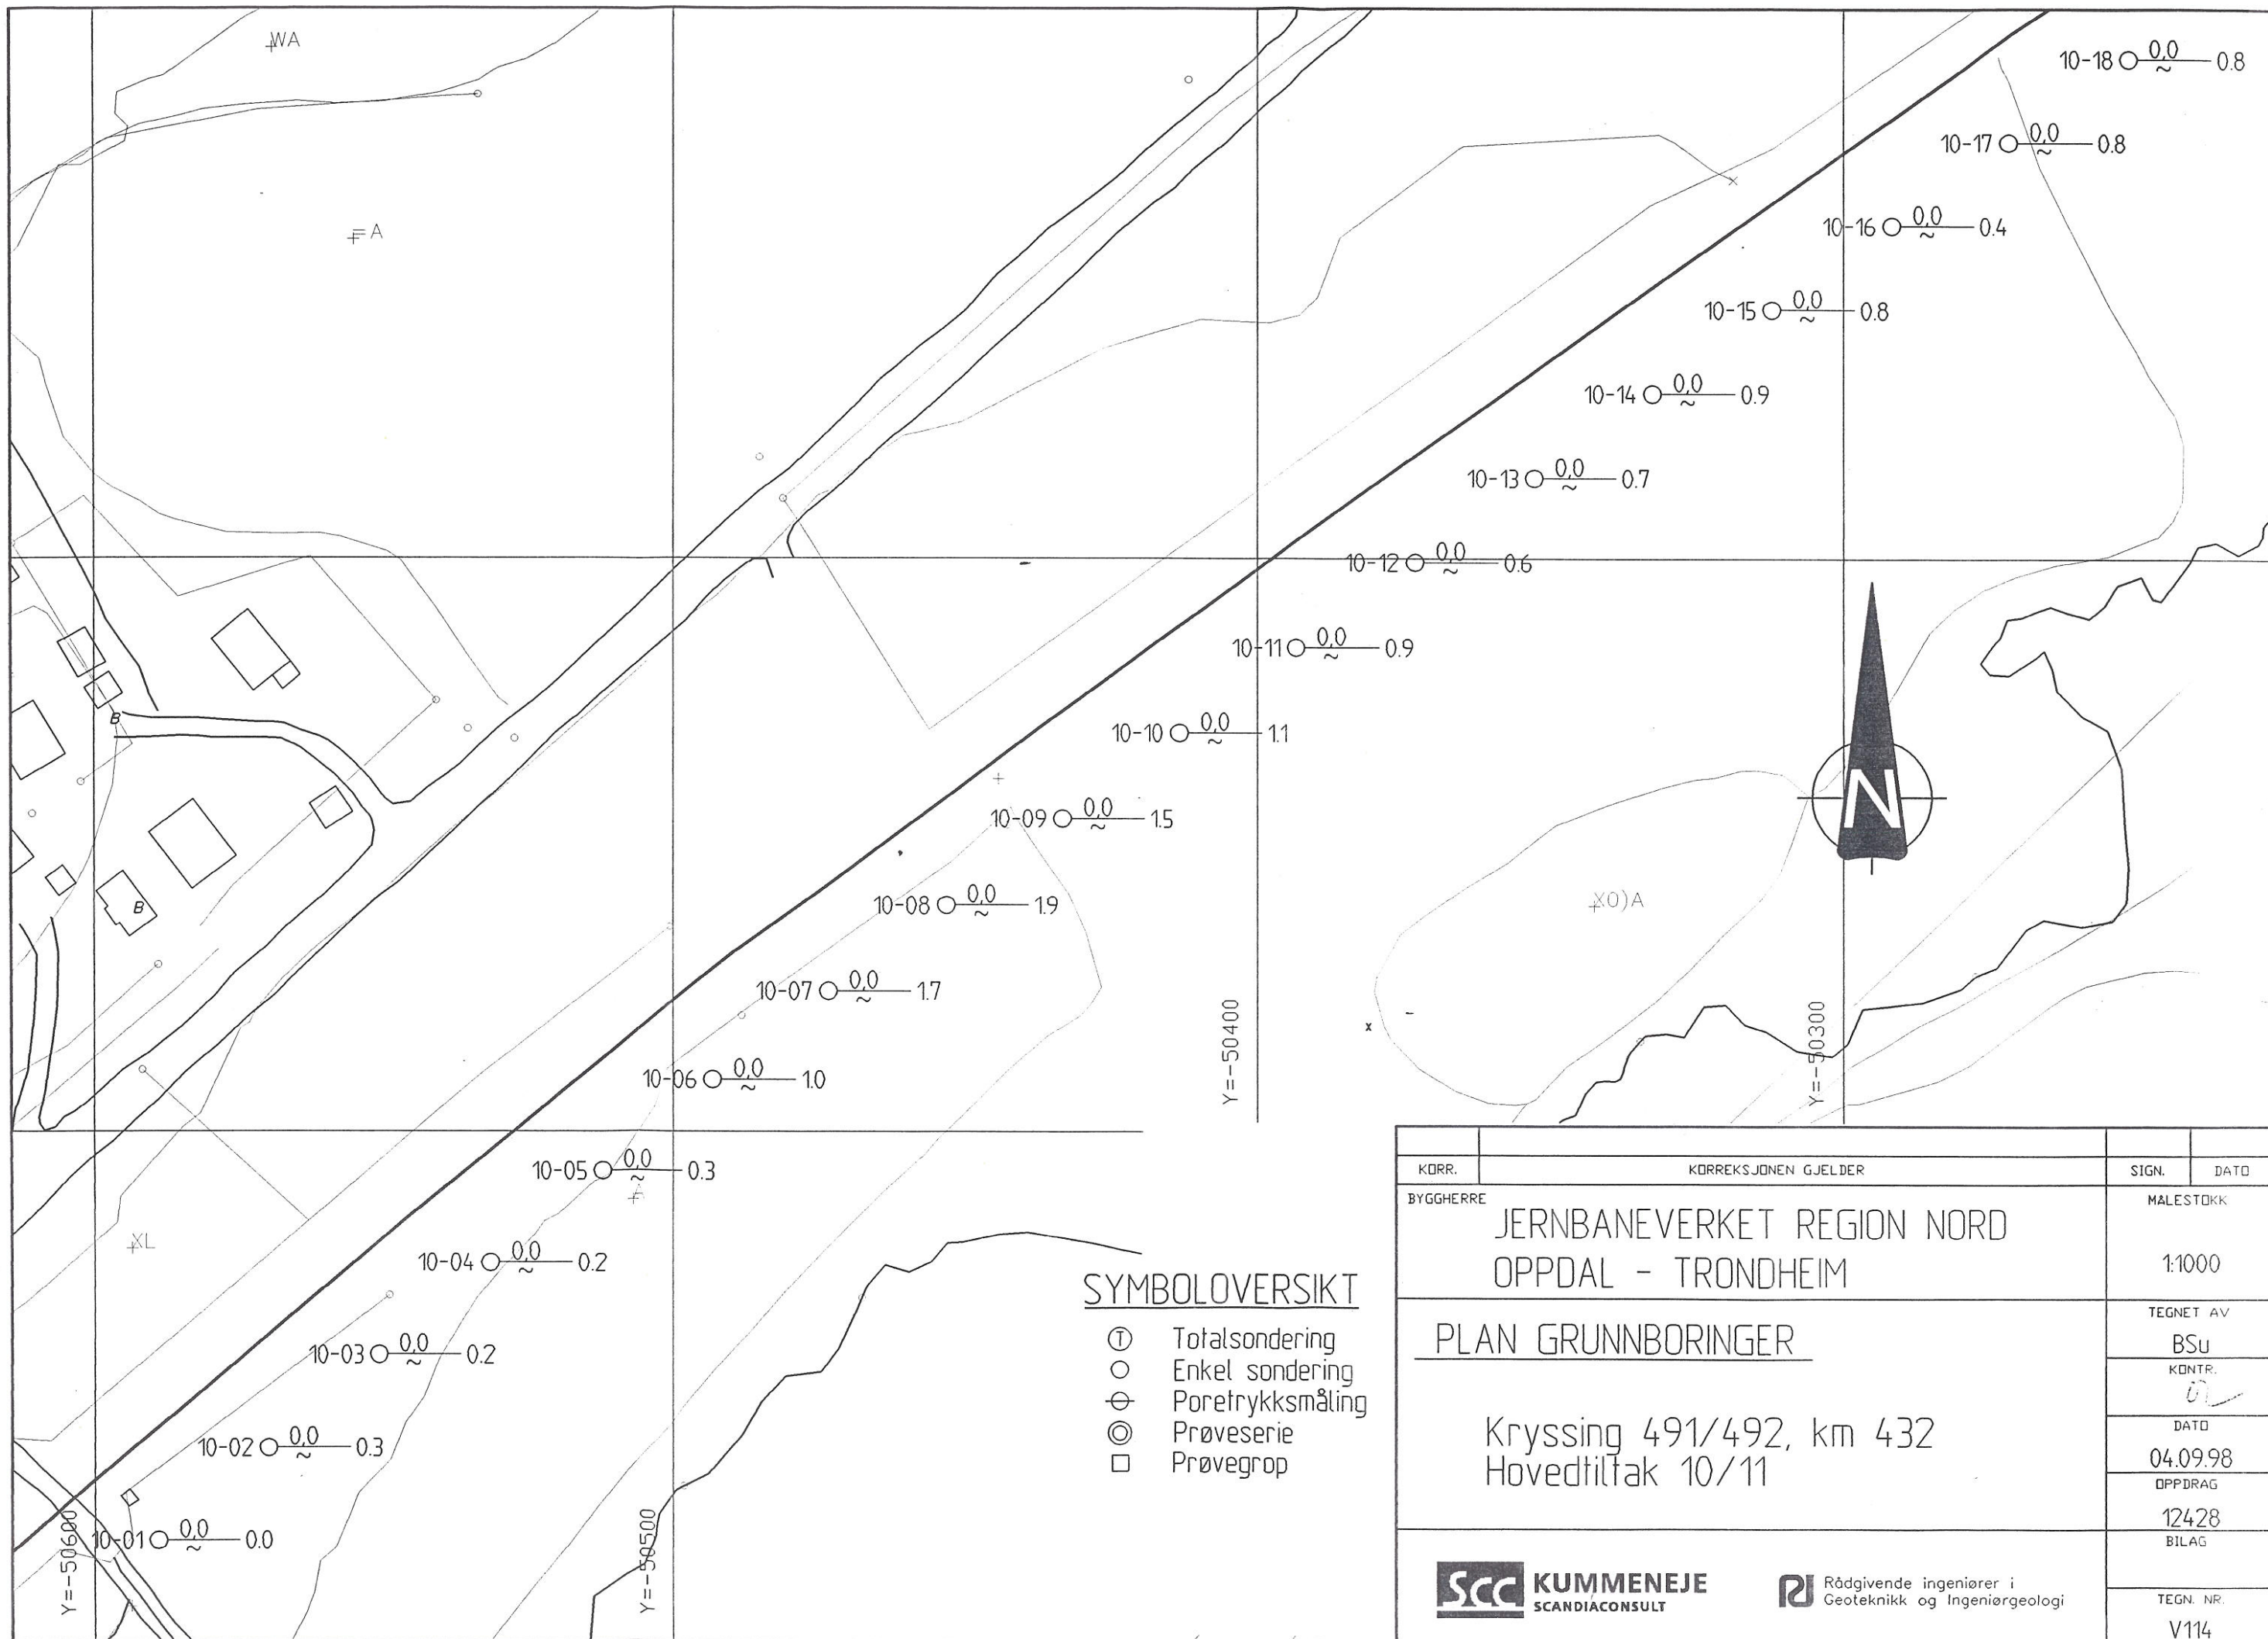 WA
10-18 0,0 ~ 0.8
10-17 0,0 ~ 0.8
10-16 0,0 ~ 0.4
A
10-15 0,0 ~ 0.8
10-14 0,0 ~ 0.9
10-13 0,0 ~ 0.7
10-12 0,0 ~ 0.6
10-11 0,0 ~ 0.9
B
10-10 0,0 ~ 1.1
N
10-09 0,0 ~ 1.5
B
10-08 0,0 ~ 1.9
XO)A
10-07 0,0 ~ 1.7
Y=-50400
Y=-50300
10-06 0,0 ~ 1.0
10-05 0,0 ~ 0.3
A
XL
10-04 0,0 ~ 0.2
10-03 0,0 ~ 0.2
10-02 0,0 ~ 0.3
10-01 0,0 ~ 0.0
Y=-50600
Y=-50500
SYMBOLOVERSIKT
T Totalsondering
Enkel sondering
Poretrykksmåling
Prøveserie
Prøvegrop
KORR. KORREKSJONEN GJELDER SIGN. DATO
BYGGHERRE
JERNBANEVERKET REGION NORD
OPPDAL - TRONDHEIM
MÅLESTOKK
1:1000
PLAN GRUNNBORINGER
Kryssing 491/492, km 432
Hovedtiltak 10/11
TEGNET AV
BSu
KONTR.
DATO
04.09.98
OPPDRAG
12428
BILAG
TEGN. NR.
V114
SCC KUMMENEJE
SCANDIACONSULT
Rådgivende ingeniører i
Geoteknikk og Ingeniørgeologi